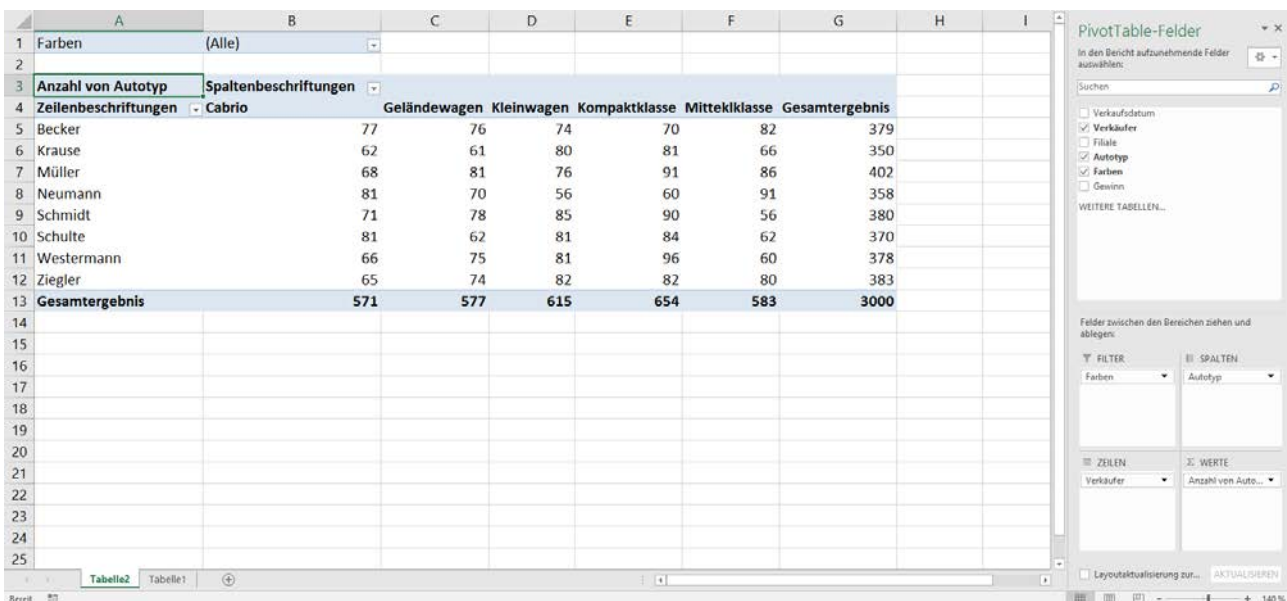 A B C D E F G H I
1 Farben (Alle)
2
3 Anzahl von Autotyp Spaltenbeschriftungen
4 Zeilenbeschriftungen Cabrio Geländewagen Kleinwagen Kompaktklasse Mitteklklasse Gesamtergebnis
5 Becker 77 76 74 70 82 379
6 Krause 62 61 80 81 66 350
7 Müller 68 81 76 91 86 402
8 Neumann 81 70 56 60 91 358
9 Schmidt 71 78 85 90 56 380
10 Schulte 81 62 81 84 62 370
11 Westermann 66 75 81 96 60 378
12 Ziegler 65 74 82 82 80 383
13 Gesamtergebnis 571 577 615 654 583 3000
14
15
16
17
18
19
20
21
22
23
24
25
Tabelle2 Tabelle1
Bereit
PivotTable-Felder
In den Bericht aufzunehmende Felder
auswählen:
Suchen
Verkaufsdatum
Verkäufer
Filiale
Autotyp
Farben
Gewinn
WEITERE TABELLEN...
Felder zwischen den Bereichen ziehen und
ablegen:
FILTER SPALTEN
Farben Autotyp
ZEILEN Σ WERTE
Verkäufer Anzahl von Auto...
Layoutaktualisierung zur... AKTUALISIEREN
140 %